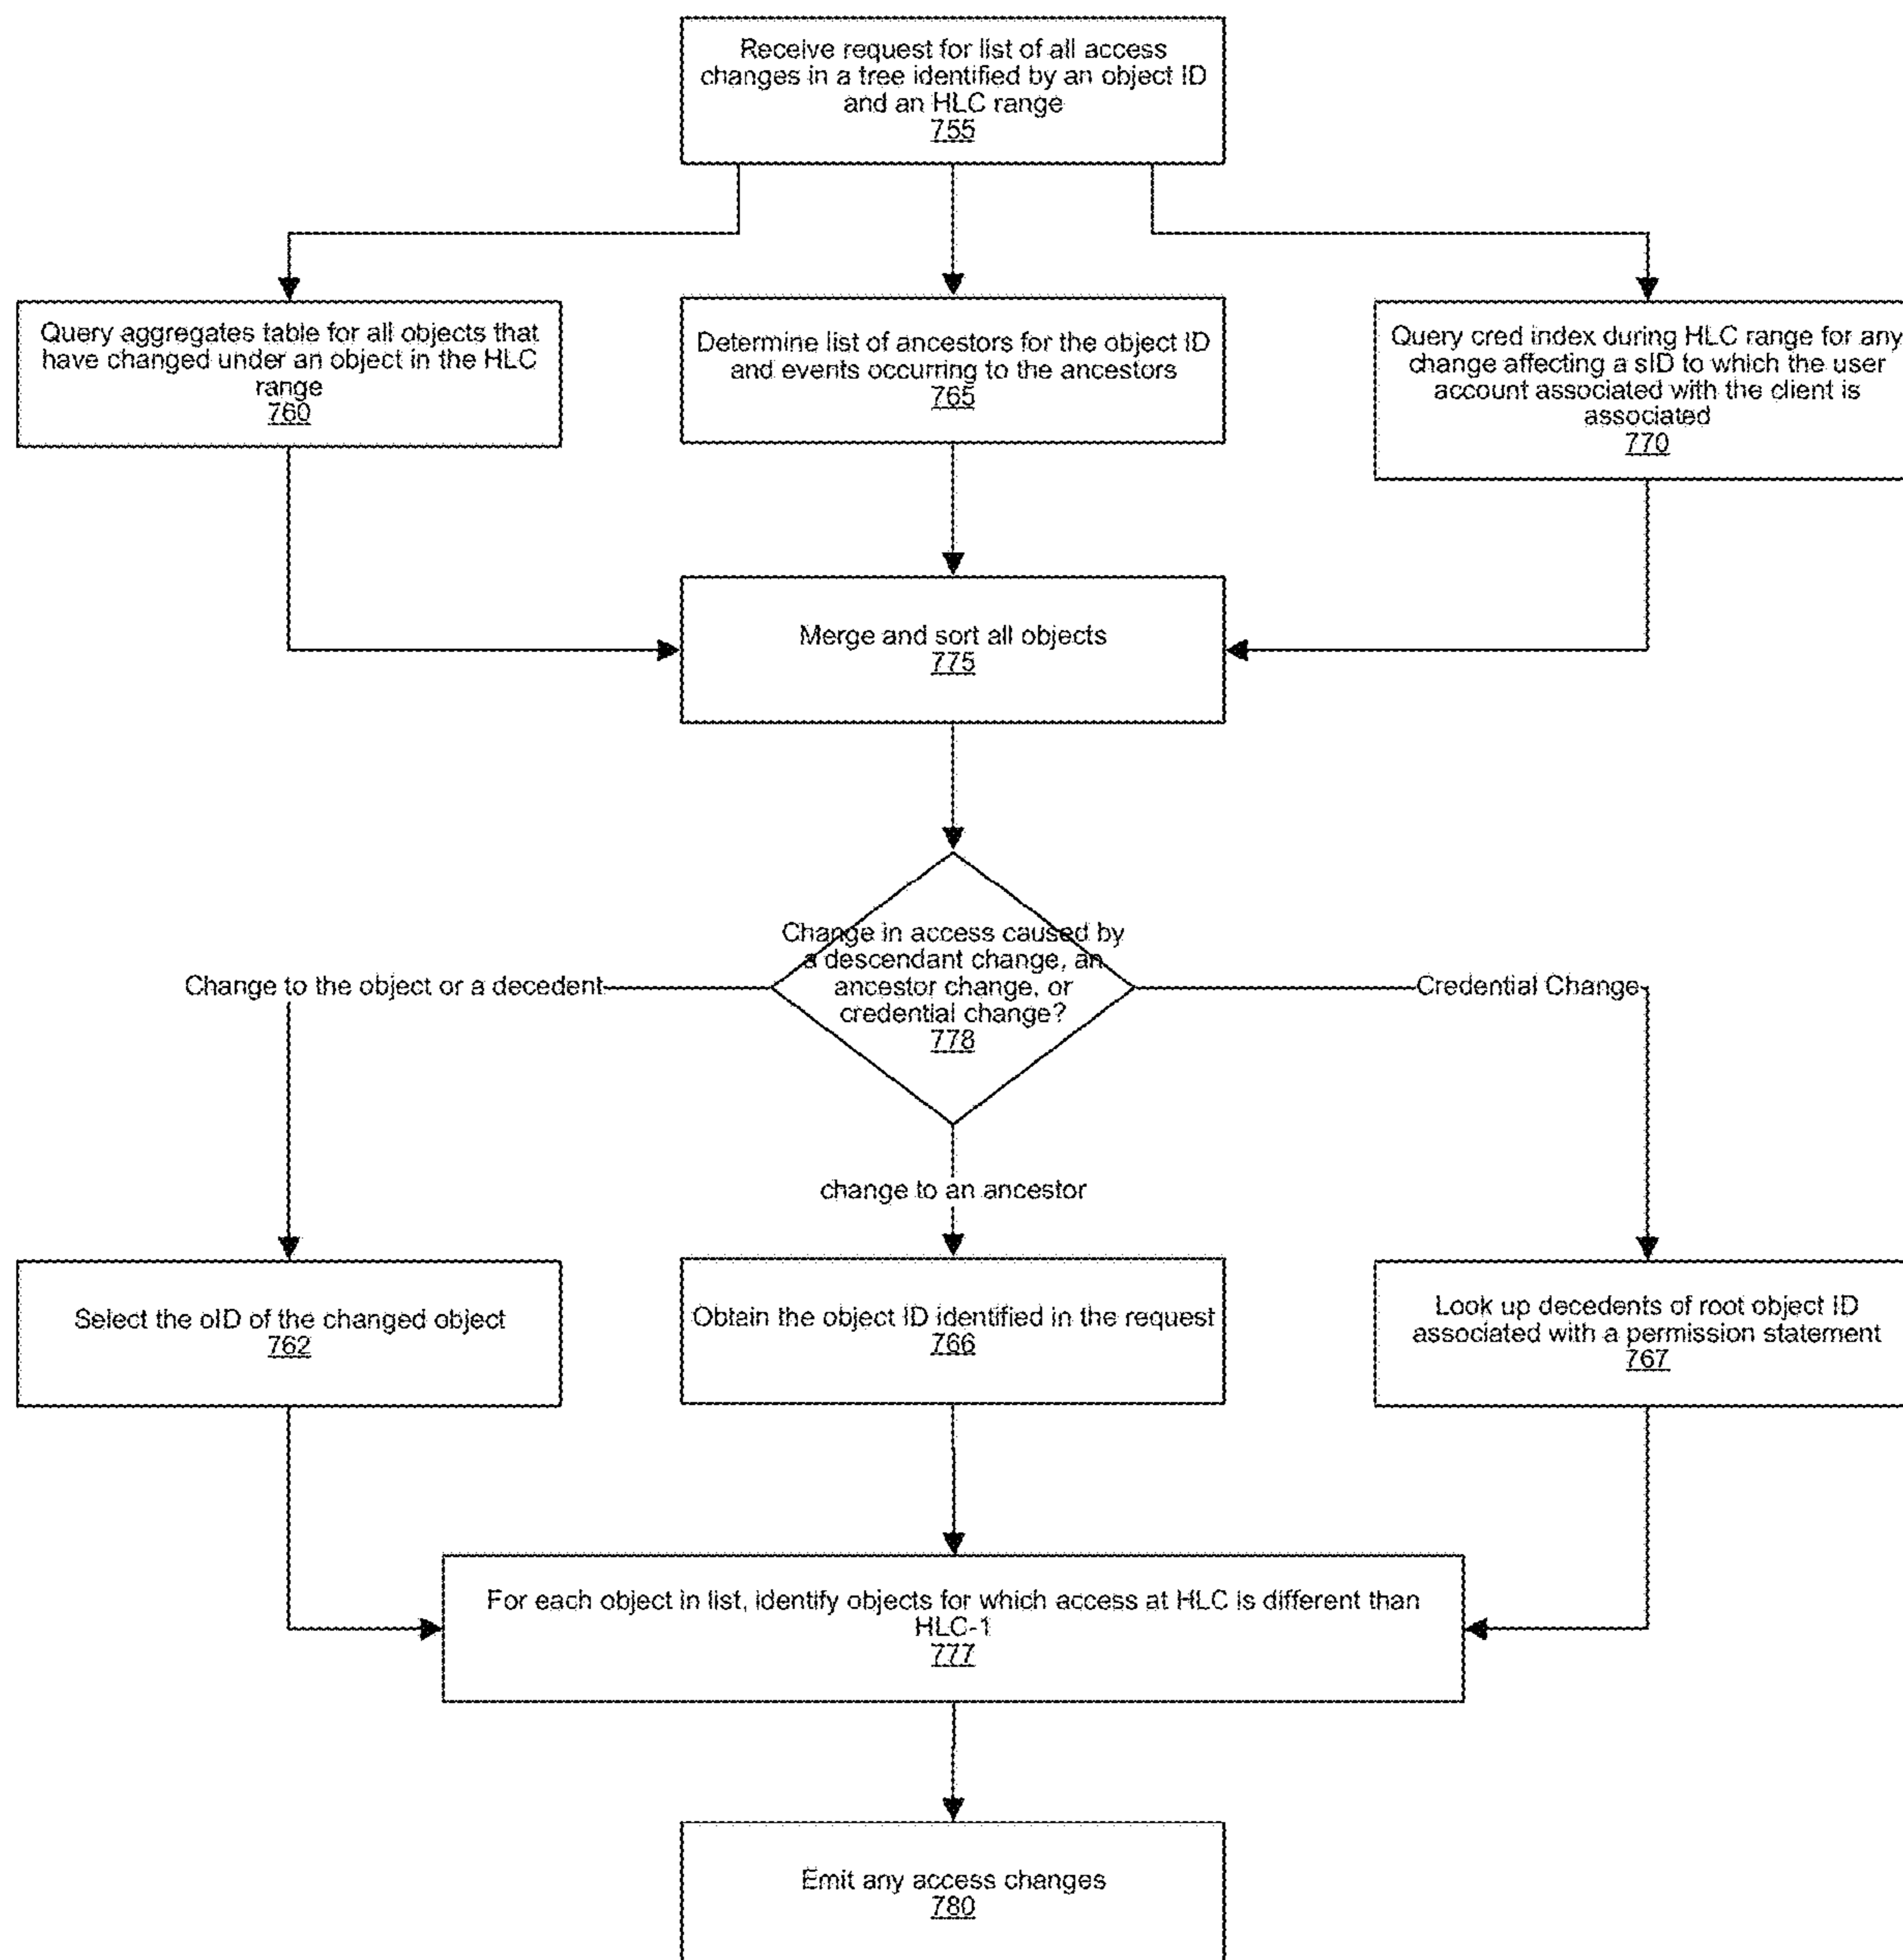 Receive request for list of all access
changes in a tree identified by an object ID
and an HLC range
755
Query aggregates table for all objects that
have changed under an object in the HLC
range
760
Determine list of ancestors for the object ID
and events occurring to the ancestors
765
Query cred index during HLC range for any
change affecting a sID to which the user
account associated with the client is
associated
770
Merge and sort all objects
775
Change in access caused by
a descendant change, an
ancestor change, or
credential change?
778
Change to the object or a decedent
Credential Change
change to an ancestor
Select the oID of the changed object
762
Obtain the object ID identified in the request
766
Look up decedents of root object ID
associated with a permission statement
767
For each object in list, identify objects for which access at HLC is different than
HLC-1
777
Emit any access changes
780